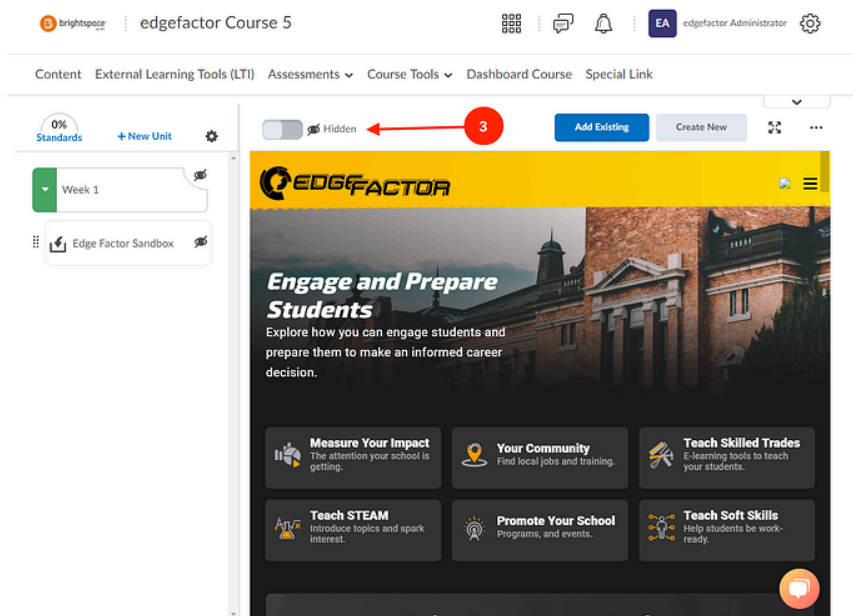 brightspace
edgefactor Course 5
EA
edgefactor Administrator
Content
External Learning Tools (LTI)
Assessments
Course Tools
Dashboard Course
Special Link
0%
Standards
+ New Unit
Hidden
3
Add Existing
Create New
Week 1
Edge Factor Sandbox
EDGEFACTOR
Engage and Prepare
Students
Explore how you can engage students and
prepare them to make an informed career
decision.
Measure Your Impact
The attention your school is
getting.
Your Community
Find local jobs and training.
Teach Skilled Trades
E-learning tools to teach
your students.
Teach STEAM
Introduce topics and spark
interest.
Promote Your School
Programs, and events.
Teach Soft Skills
Help students be work-
ready.